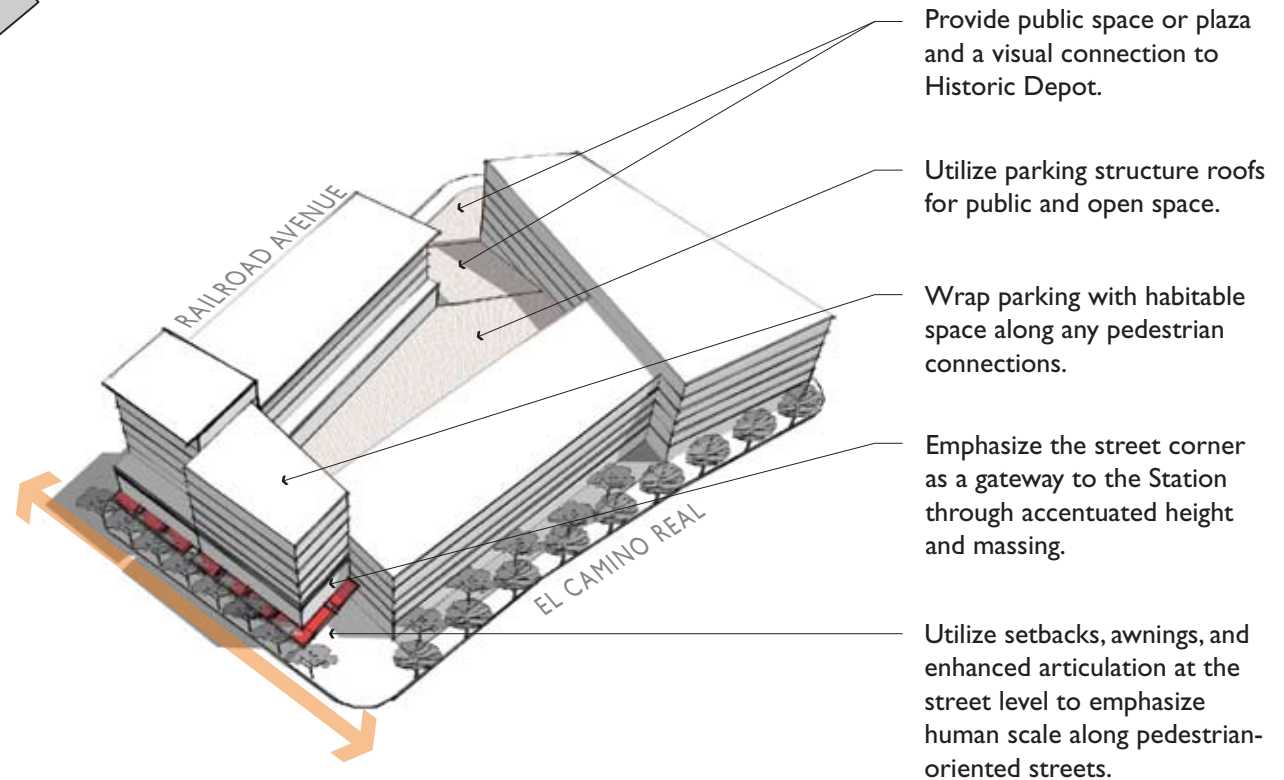 Provide public space or plaza
and a visual connection to
Historic Depot.
Utilize parking structure roofs
for public and open space.
RAILROAD AVENUE
Wrap parking with habitable
space along any pedestrian
connections.
Emphasize the street corner
as a gateway to the Station
through accentuated height
and massing.
EL CAMINO REAL
Utilize setbacks, awnings, and
enhanced articulation at the
street level to emphasize
human scale along pedestrian-
oriented streets.